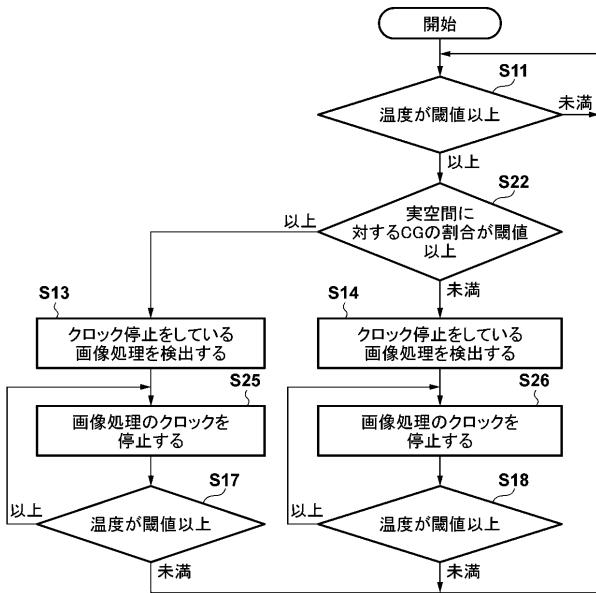 開始
S11
温度が閾値以上
未満
以上
S22
実空間に
対するCGの割合が閾値
以上
以上
未満
S13
クロック停止をしている
画像処理を検出する
S14
クロック停止をしている
画像処理を検出する
S25
画像処理のクロックを
停止する
S26
画像処理のクロックを
停止する
S17
温度が閾値以上
以上
未満
S18
温度が閾値以上
以上
未満